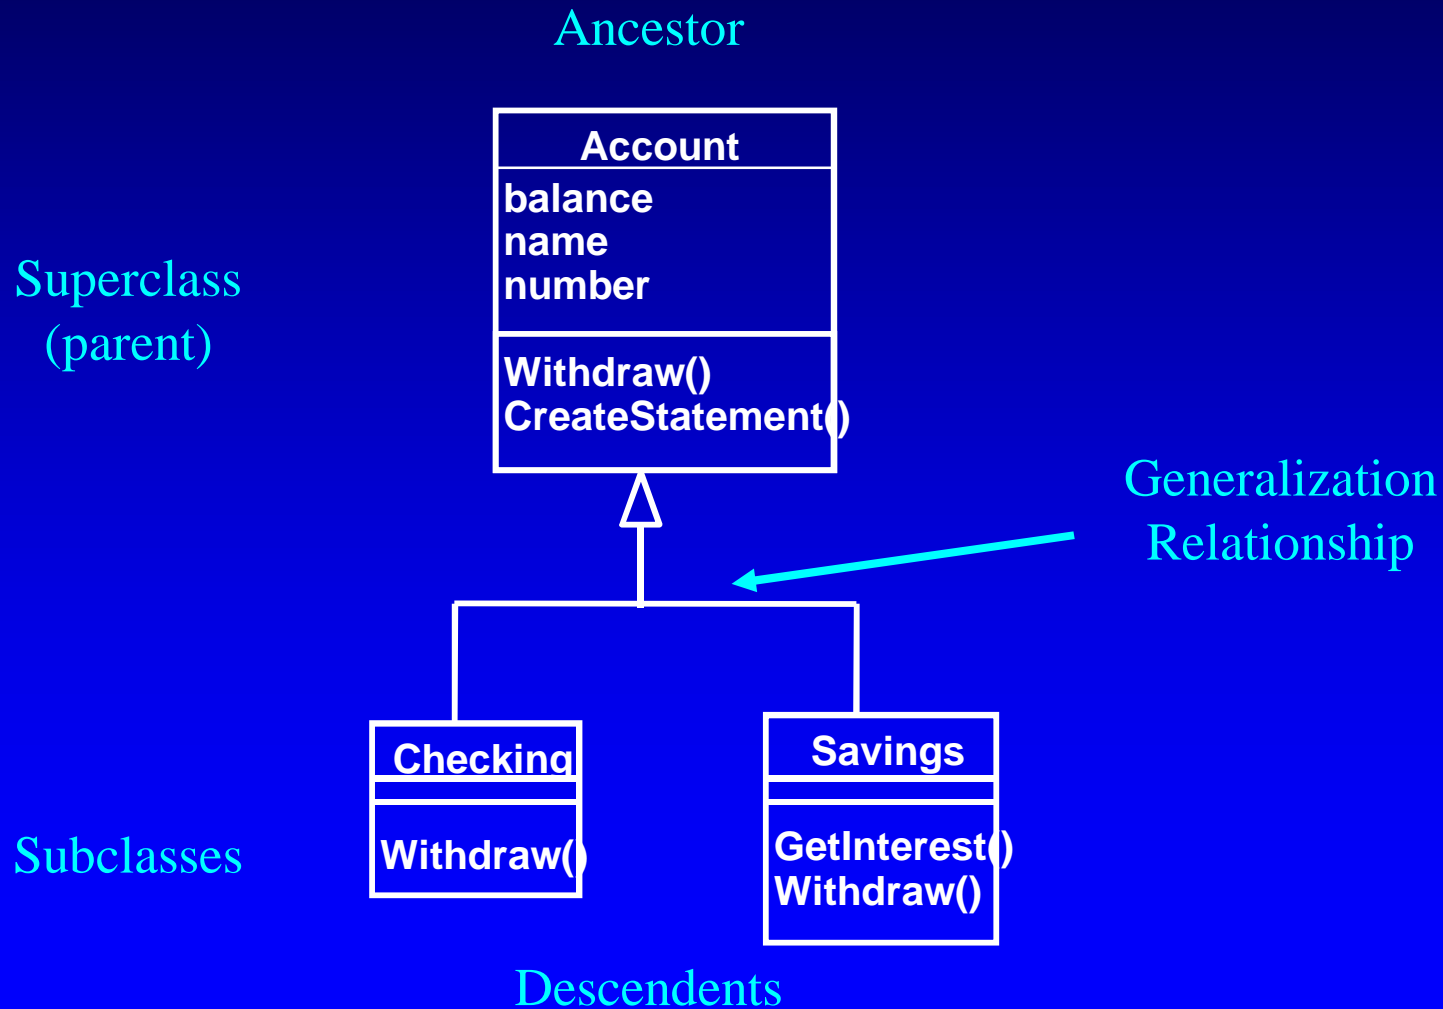 Ancestor
Account
balance
name
number
Superclass
(parent)
Withdraw()
CreateStatement()
Generalization
Relationship
Checking
Savings
Subclasses
Withdraw()
GetInterest()
Withdraw()
Descendents